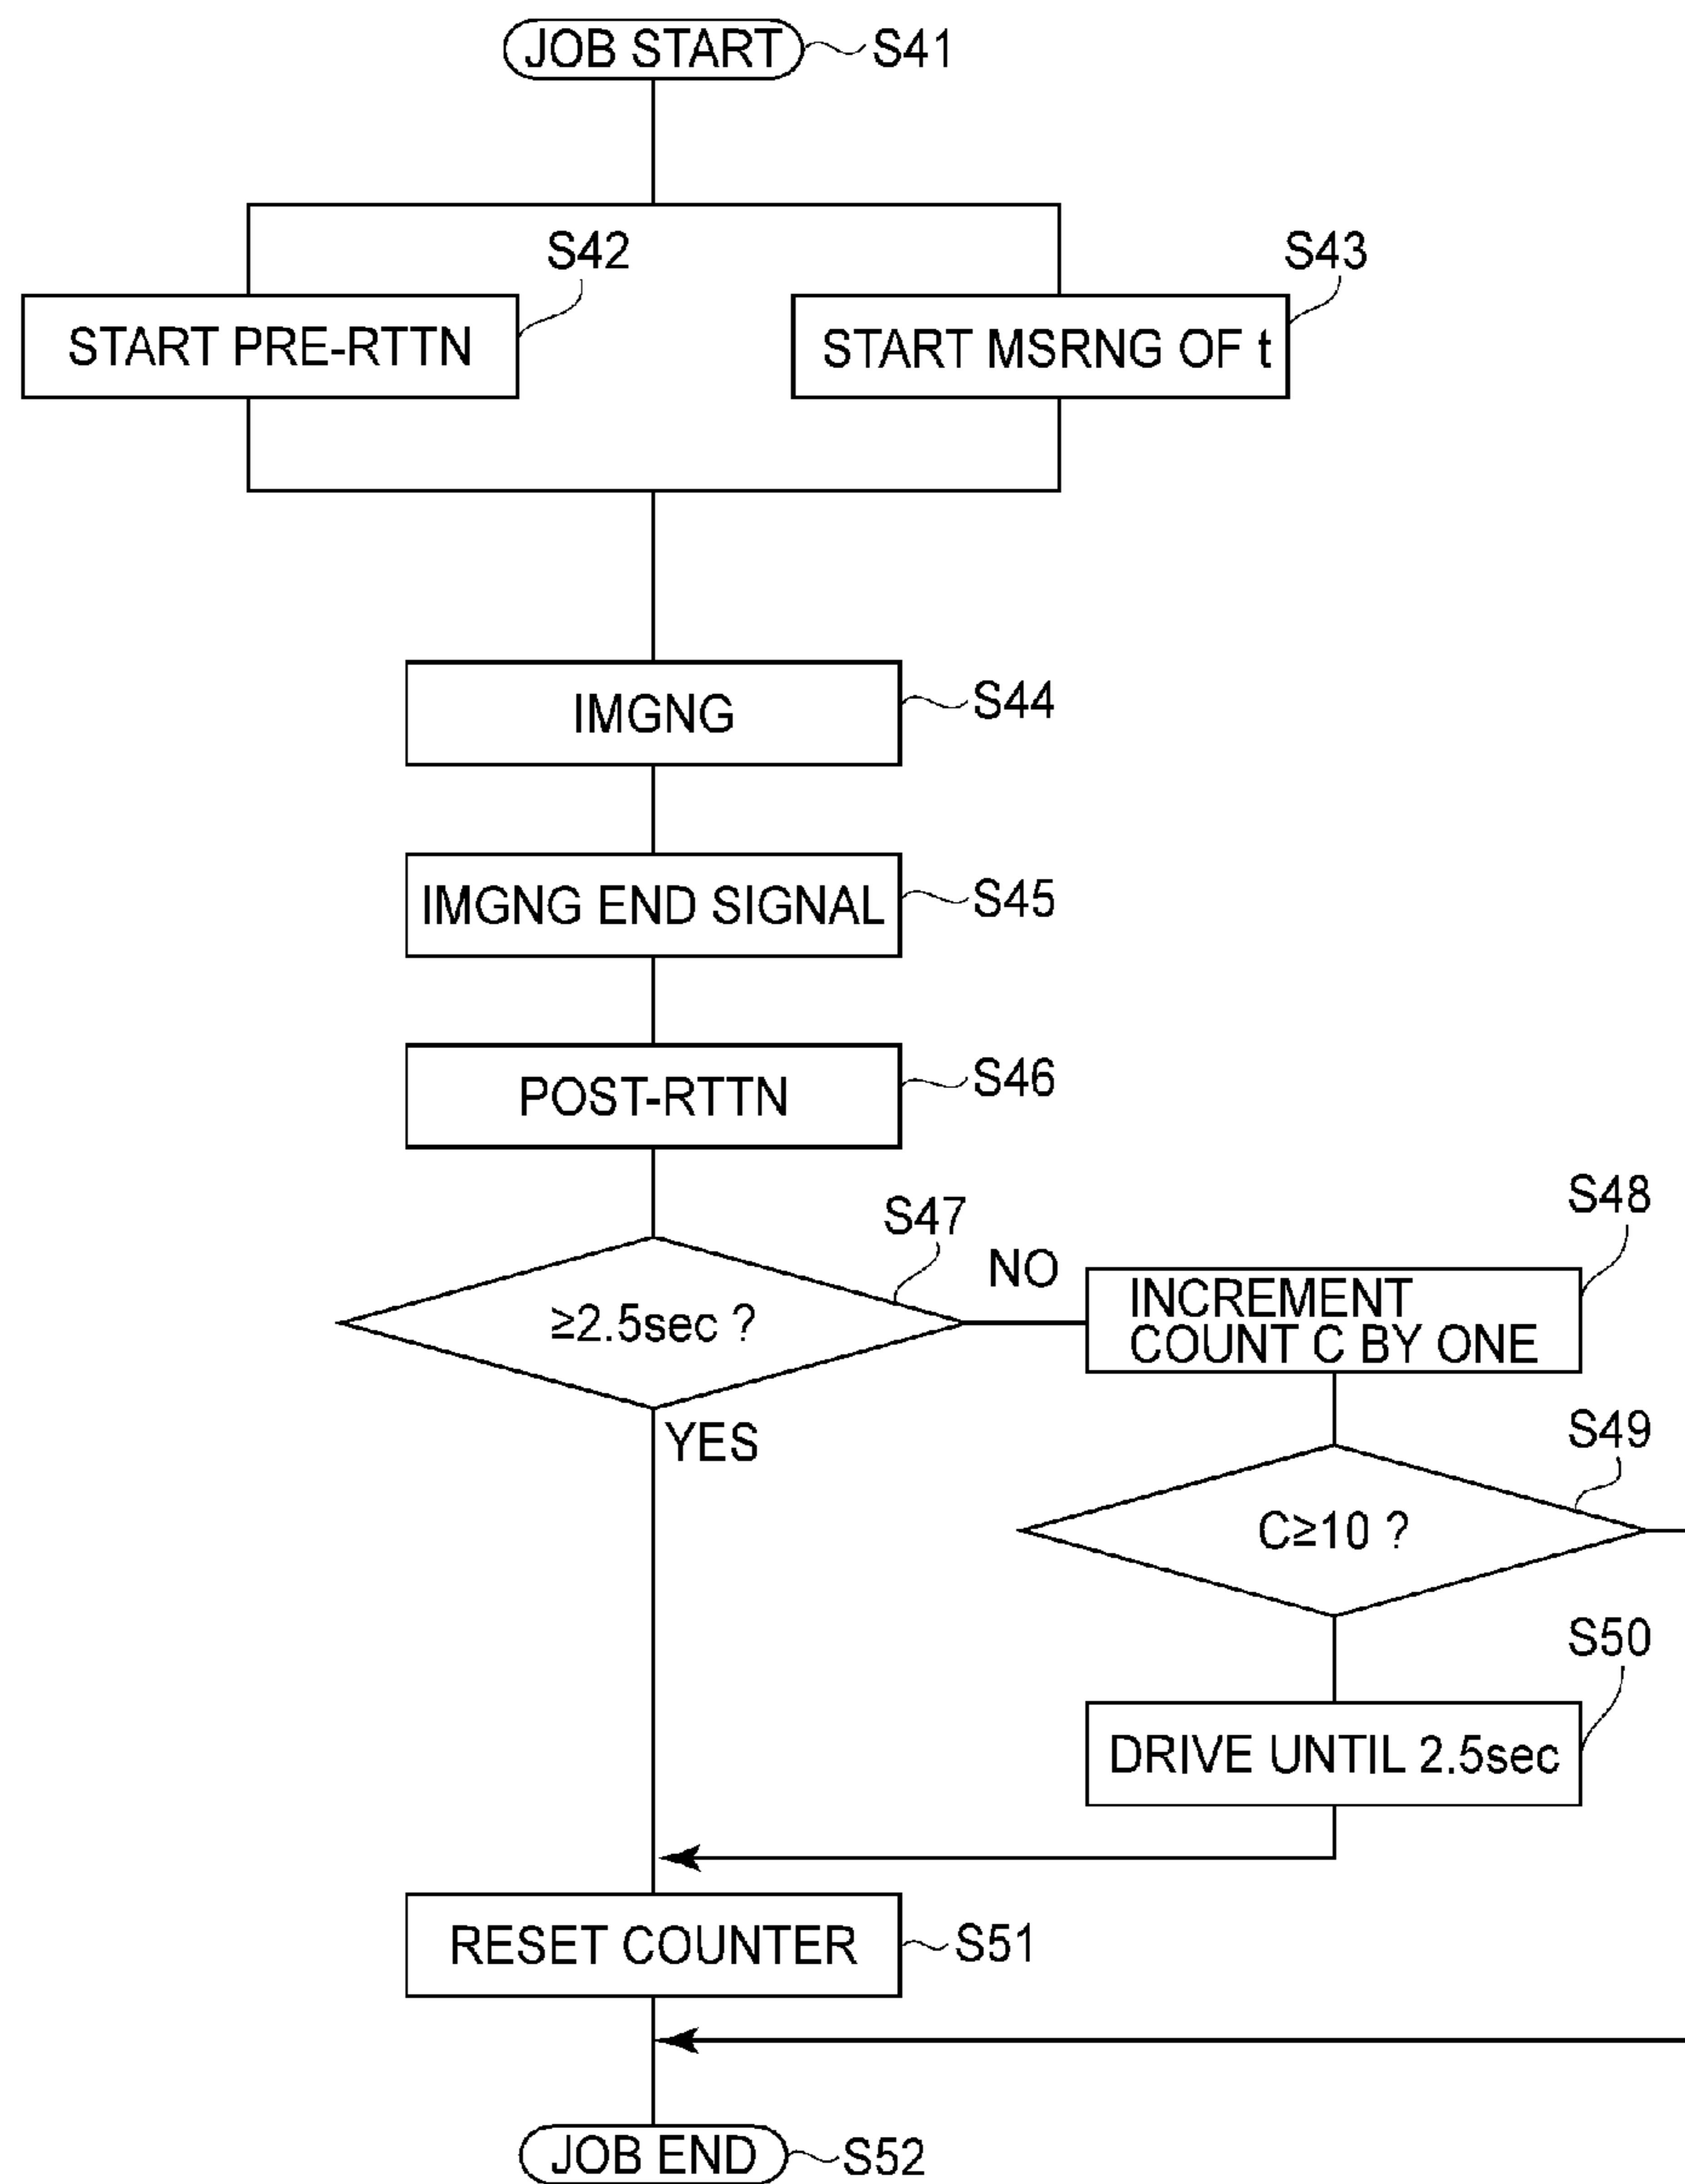 JOB START S41
S42
S43
START PRE-RTTN
START MSRNG OF t
IMGNG S44
IMGNG END SIGNAL S45
POST-RTTN S46
S47
≥2.5sec ?
NO
YES
S48
INCREMENT
COUNT C BY ONE
S49
C≥10 ?
S50
DRIVE UNTIL 2.5sec
RESET COUNTER S51
JOB END S52